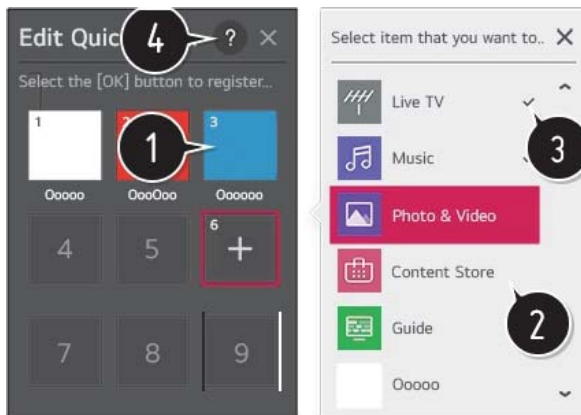 Edit Quic 4 ? ×
Select the [OK] button to register...
1 2 3
1
Ooooo OooOoo Oooooo
4 5 6 +
7 8 9
Select item that you want to.. ×
Live TV
3
Music
Photo & Video
Content Store
2
Guide
Ooooo